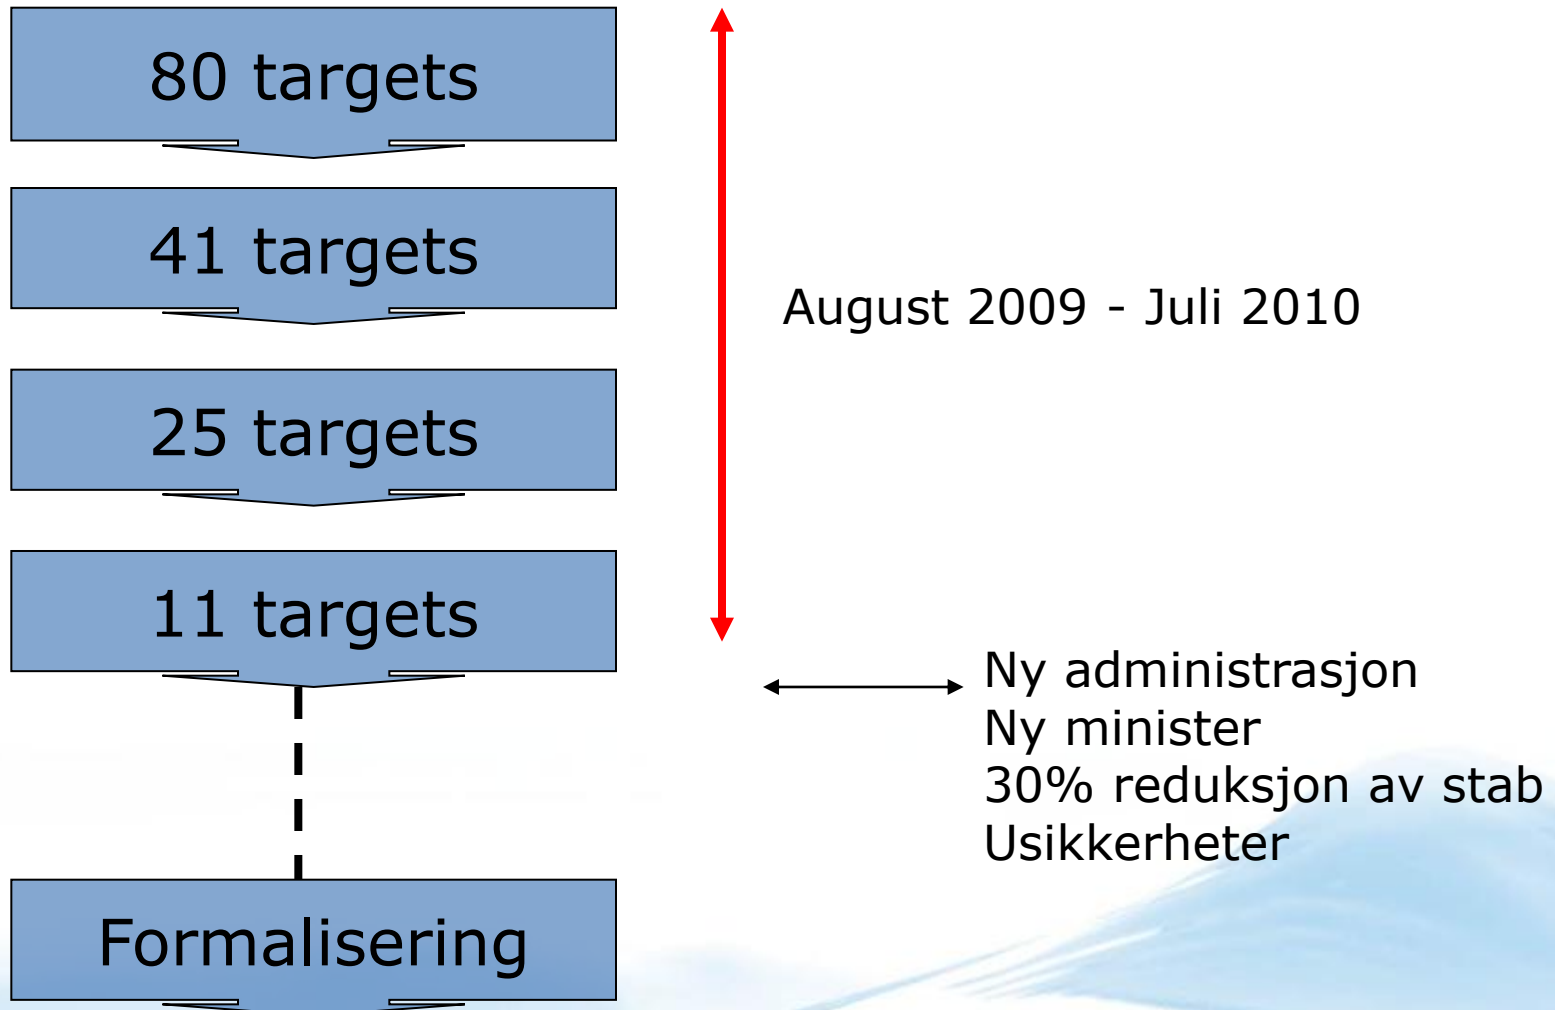 80 targets
41 targets
August 2009 - Juli 2010
25 targets
11 targets
Ny administrasjon
Ny minister
30% reduksjon av stab
Usikkerheter
Formalisering